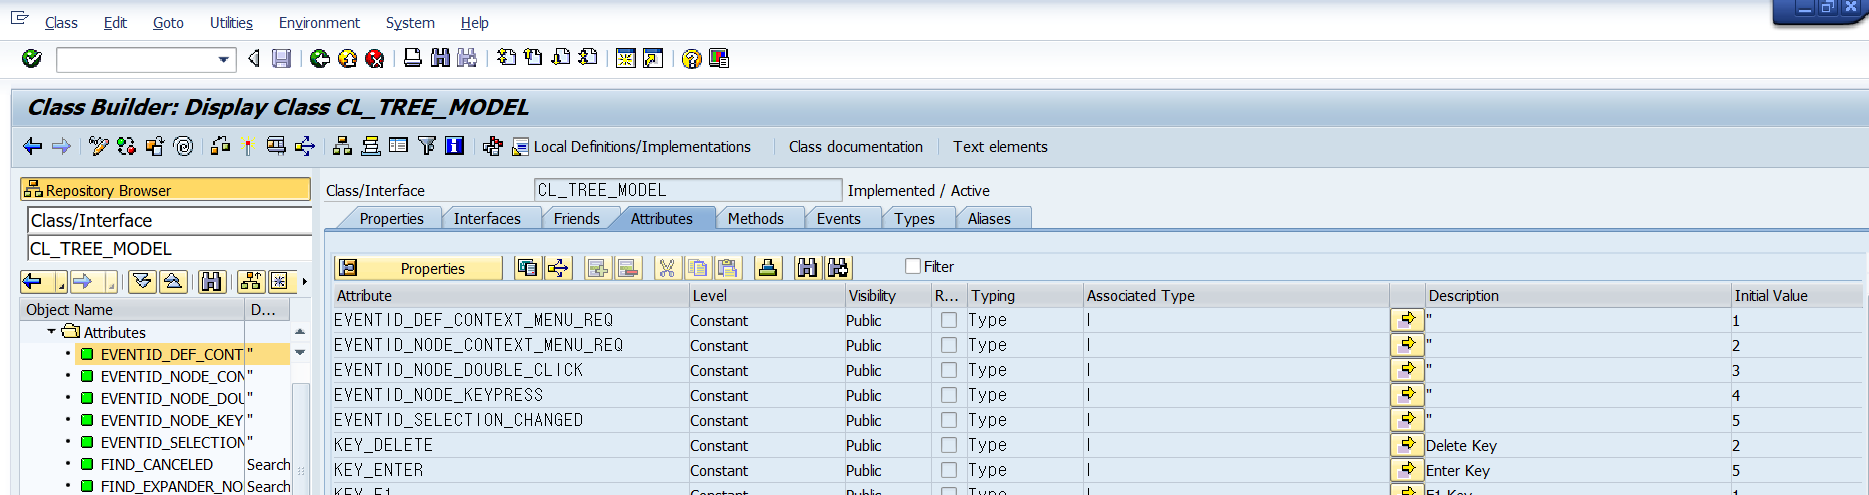 Class Edit Goto Utilities Environment System Help
Class Builder: Display Class CL_TREE_MODEL
Local Definitions/Implementations Class documentation Text elements
Repository Browser
Class/Interface
CL_TREE_MODEL
Object Name D...
Attributes
EVENTID_DEF_CONT "
EVENTID_NODE_CON "
EVENTID_NODE_DOU "
EVENTID_NODE_KEY "
EVENTID_SELECTION "
FIND_CANCELED Search
FIND_EXPANDER_NO Search
Class/Interface CL_TREE_MODEL Implemented / Active
Properties Interfaces Friends Attributes Methods Events Types Aliases
Properties Filter
Attribute Level Visibility R... Typing Associated Type Description Initial Value
EVENTID_DEF_CONTEXT_MENU_REQ Constant Public Type I " 1
EVENTID_NODE_CONTEXT_MENU_REQ Constant Public Type I " 2
EVENTID_NODE_DOUBLE_CLICK Constant Public Type I " 3
EVENTID_NODE_KEYPRESS Constant Public Type I " 4
EVENTID_SELECTION_CHANGED Constant Public Type I " 5
KEY_DELETE Constant Public Type I Delete Key 2
KEY_ENTER Constant Public Type I Enter Key 5
KEY_F1 Constant Public Type I F1 Key 1